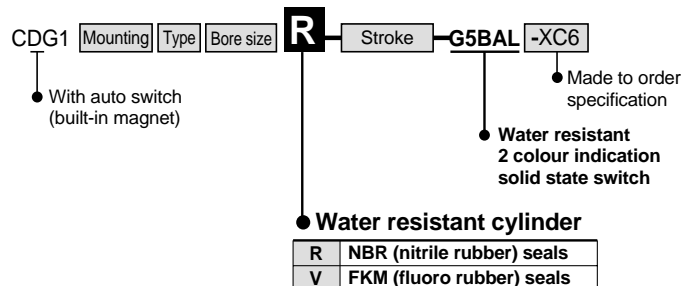 CDG1 Mounting Type Bore size R Stroke G5BAL -XC6
With auto switch
(built-in magnet)
Made to order
specification
Water resistant
2 colour indication
solid state switch
Water resistant cylinder
R NBR (nitrile rubber) seals
V FKM (fluoro rubber) seals